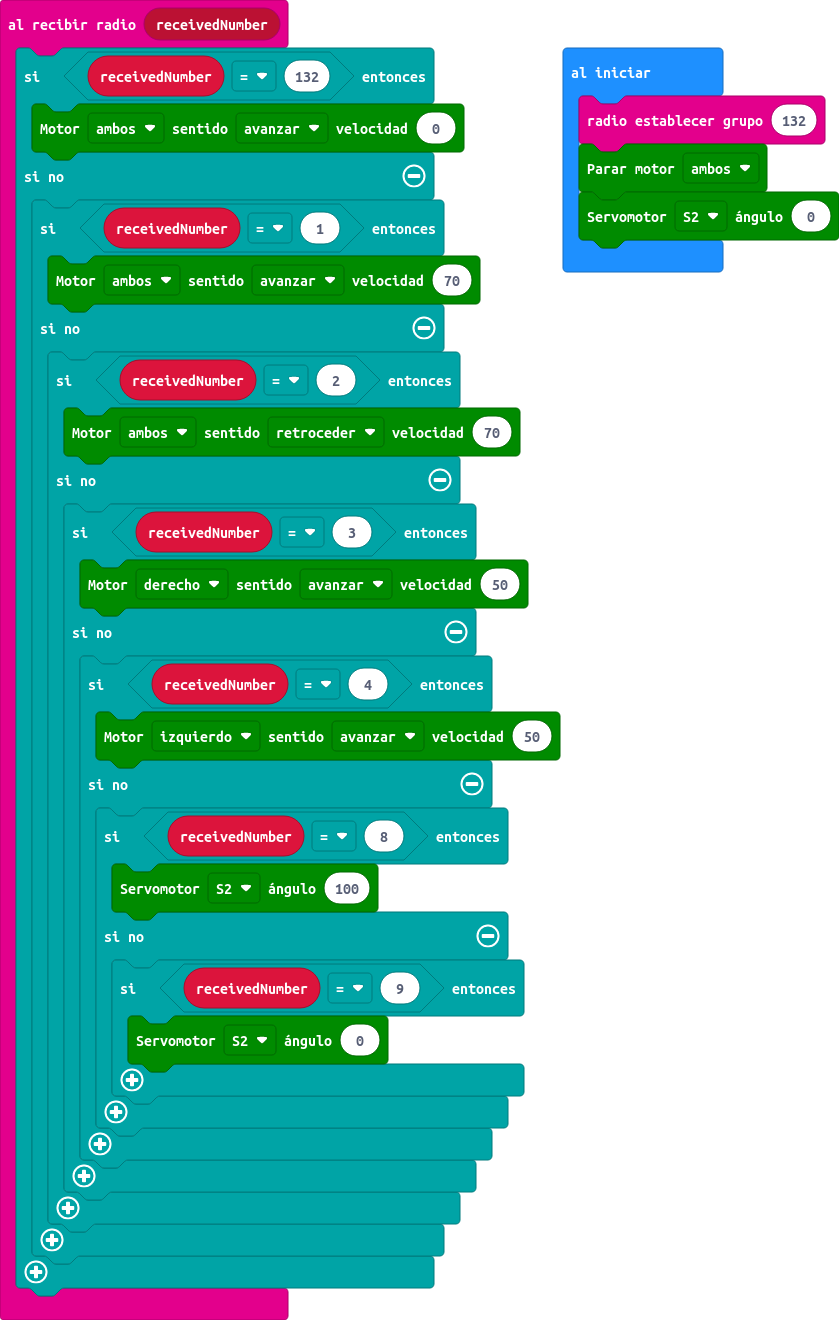 al recibir radio receivedNumber
si receivedNumber = 132 entonces
Motor ambos sentido avanzar velocidad 0
si no
si receivedNumber = 1 entonces
Motor ambos sentido avanzar velocidad 70
si no
si receivedNumber = 2 entonces
Motor ambos sentido retroceder velocidad 70
si no
si receivedNumber = 3 entonces
Motor derecho sentido avanzar velocidad 50
si no
si receivedNumber = 4 entonces
Motor izquierdo sentido avanzar velocidad 50
si no
si receivedNumber = 8 entonces
Servomotor S2 ángulo 100
si no
si receivedNumber = 9 entonces
Servomotor S2 ángulo 0
al iniciar
radio establecer grupo 132
Parar motor ambos
Servomotor S2 ángulo 0